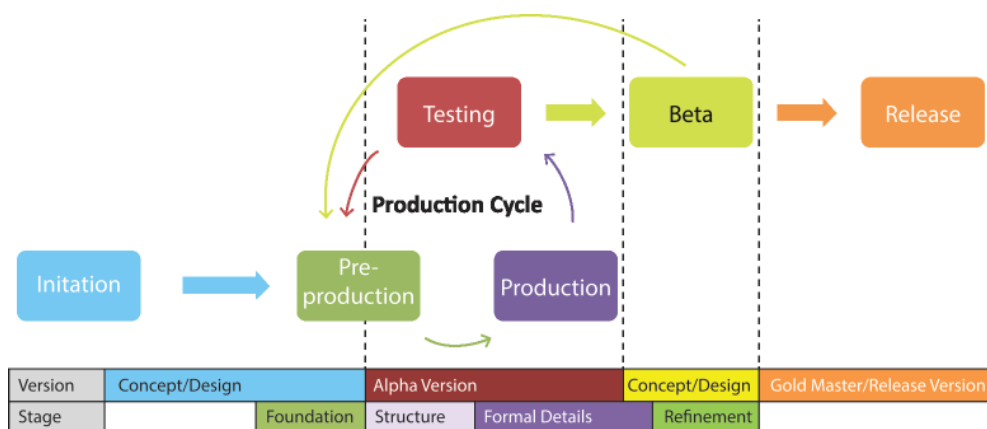 Testing
Beta
Release
Production Cycle
Initation
Pre-
production
Production
Version
Concept/Design
Alpha Version
Concept/Design
Gold Master/Release Version
Stage
Foundation
Structure
Formal Details
Refinement